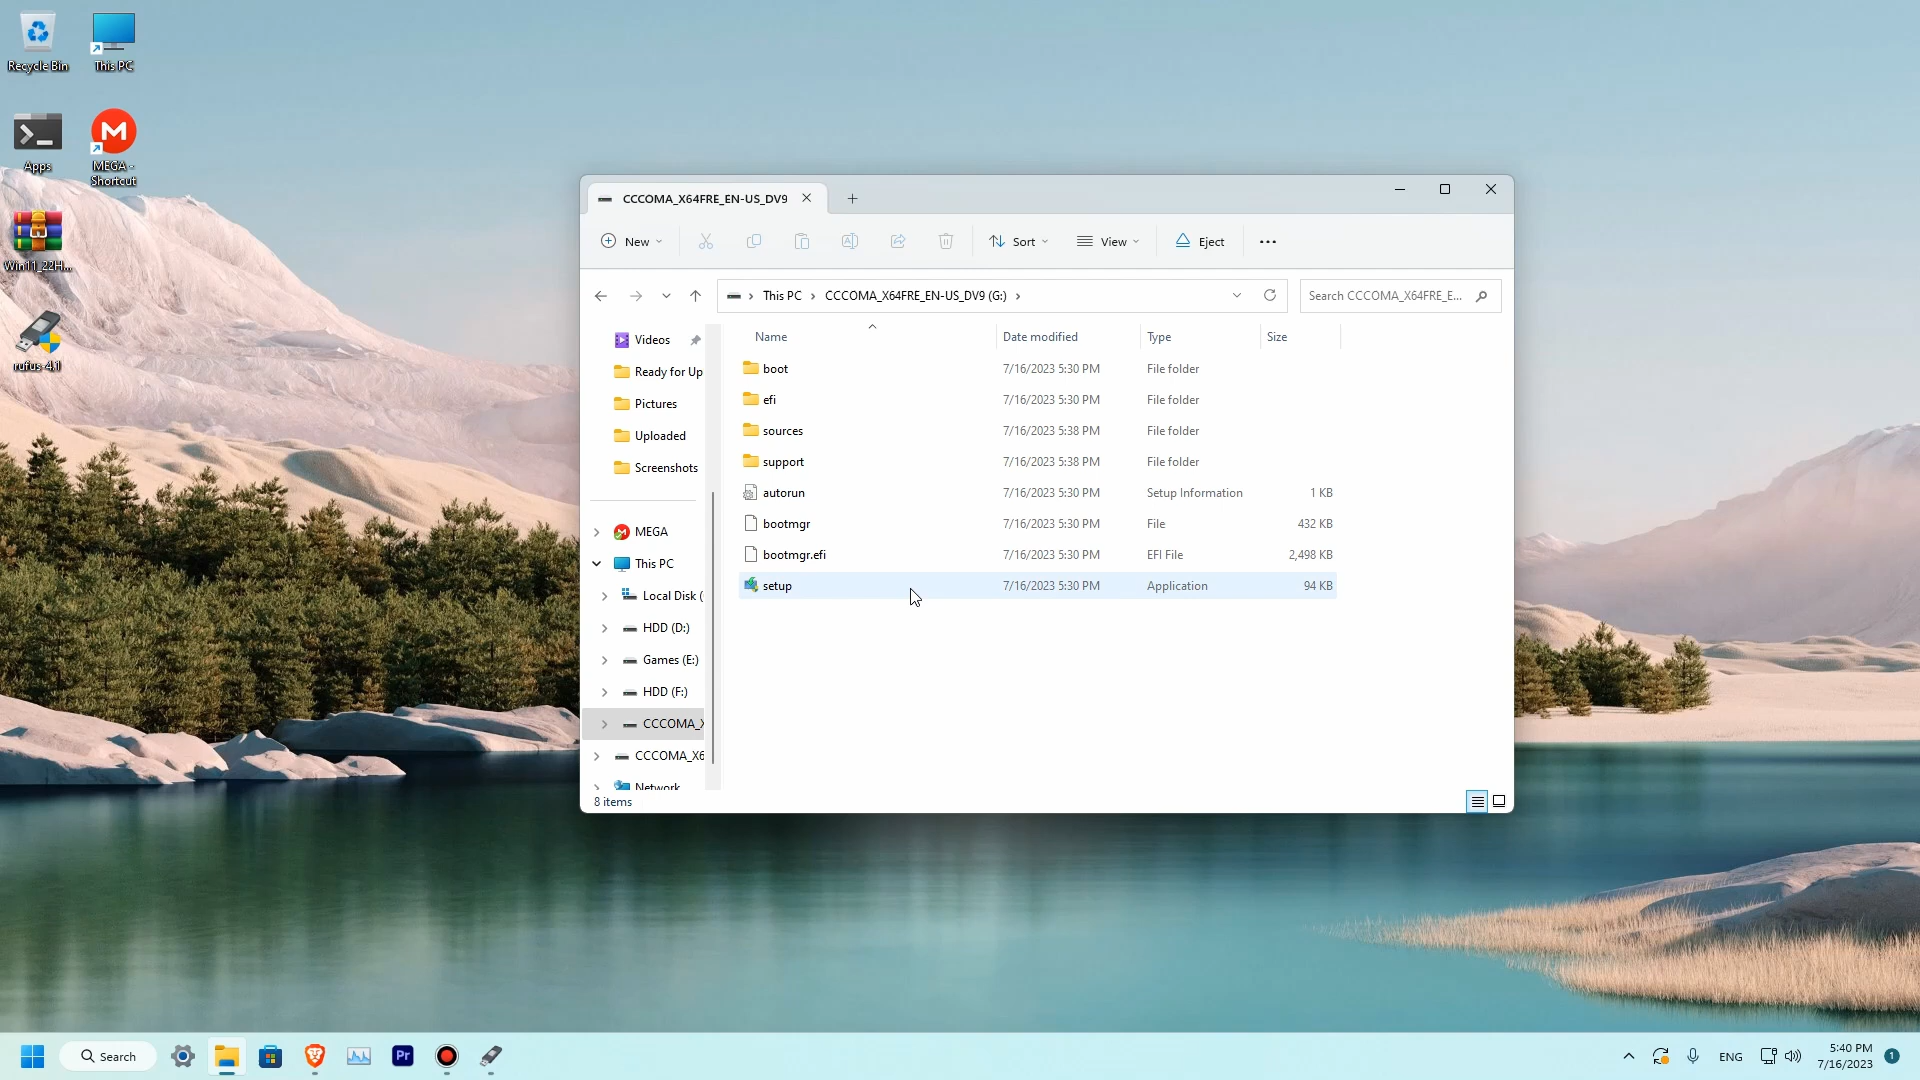 Recycle Bin
This PC
Apps
MEGA -
Shortcut
Win11_22H...
rufus-4.1
CCCOMA_X64FRE_EN-US_DV9
New
Sort
View
Eject
This PC
CCCOMA_X64FRE_EN-US_DV9 (G:)
Search CCCOMA_X64FRE_E...
Name
Date modified
Type
Size
boot 7/16/2023 5:30 PM File folder
efi 7/16/2023 5:30 PM File folder
sources 7/16/2023 5:38 PM File folder
support 7/16/2023 5:38 PM File folder
autorun 7/16/2023 5:30 PM Setup Information 1 KB
bootmgr 7/16/2023 5:30 PM File 432 KB
bootmgr.efi 7/16/2023 5:30 PM EFI File 2,498 KB
setup 7/16/2023 5:30 PM Application 94 KB
Videos
Ready for Up
Pictures
Uploaded
Screenshots
MEGA
This PC
Local Disk (
HDD (D:)
Games (E:)
HDD (F:)
CCCOMA_X
CCCOMA_X6
Network
8 items
Search
Pr
ENG
5:40 PM
7/16/2023
1